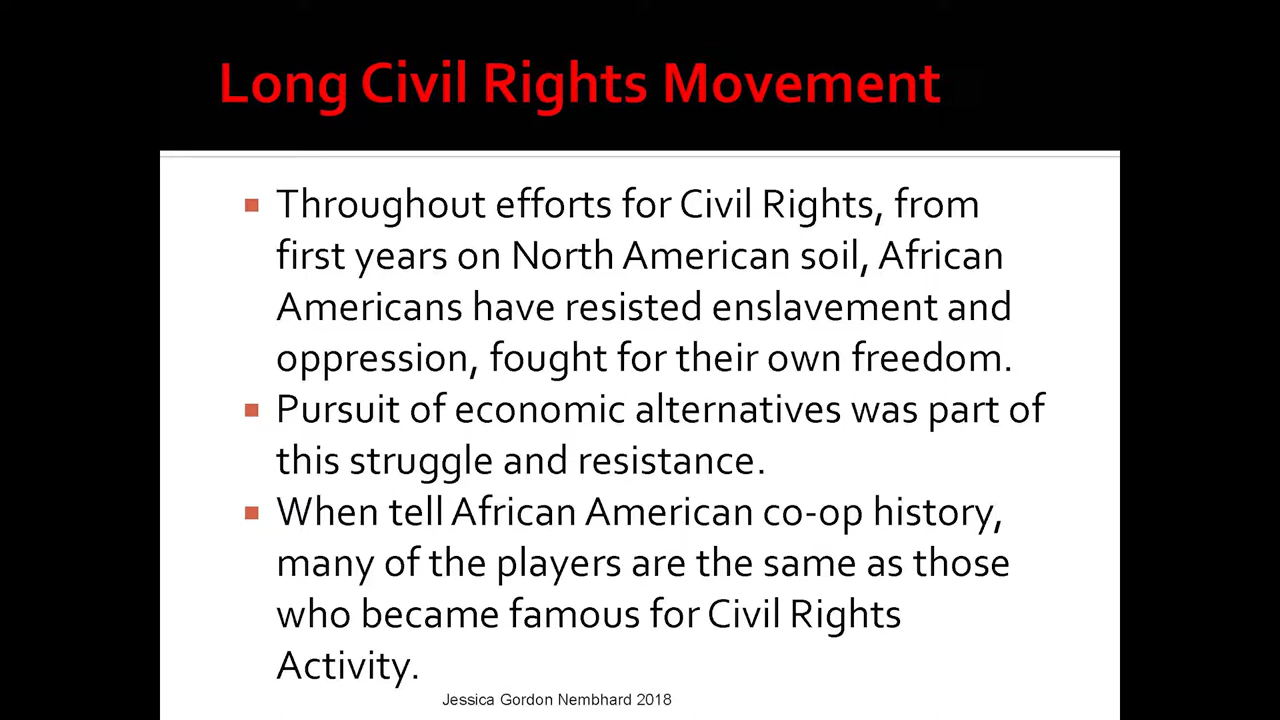 Long Civil Rights Movement
Throughout efforts for Civil Rights, from
first years on North American soil, African
Americans have resisted enslavement and
oppression, fought for their own freedom.
Pursuit of economic alternatives was part of
this struggle and resistance.
When tell African American co-op history,
many of the players are the same as those
who became famous for Civil Rights
Activity.
Jessica Gordon Nembhard 2018